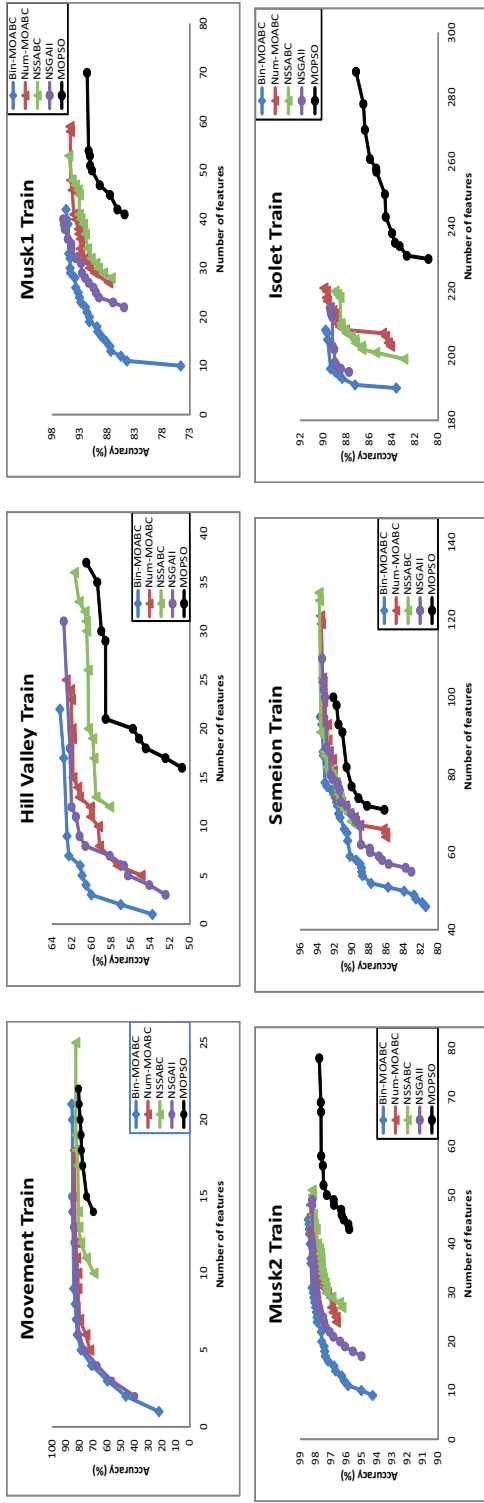 Movement Train
Accuracy (%)
100
90
80
70
60
50
40
30
20
10
0
0
5
10
15
20
25
Number of features
Bin-MOABC
Num-MOABC
NSSABC
NSGAII
MOPSO
Hill Valley Train
Accuracy (%)
64
62
60
58
56
54
52
50
0
5
10
15
20
25
30
35
40
Number of features
Bin-MOABC
Num-MOABC
NSSABC
NSGAII
MOPSO
Musk1 Train
Accuracy (%)
98
93
88
83
78
73
0
10
20
30
40
50
60
70
80
Number of features
Bin-MOABC
Num-MOABC
NSSABC
NSGAII
MOPSO
Musk2 Train
Accuracy (%)
99
98
97
96
95
94
93
92
91
90
0
10
20
30
40
50
60
70
80
Number of features
Bin-MOABC
Num-MOABC
NSSABC
NSGAII
MOPSO
Semeion Train
Accuracy (%)
96
94
92
90
88
86
84
82
80
40
60
80
100
120
140
Number of features
Bin-MOABC
Num-MOABC
NSSABC
NSGAII
MOPSO
Isolet Train
Accuracy (%)
92
90
88
86
84
82
80
180
200
220
240
260
280
300
Number of features
Bin-MOABC
Num-MOABC
NSSABC
NSGAII
MOPSO